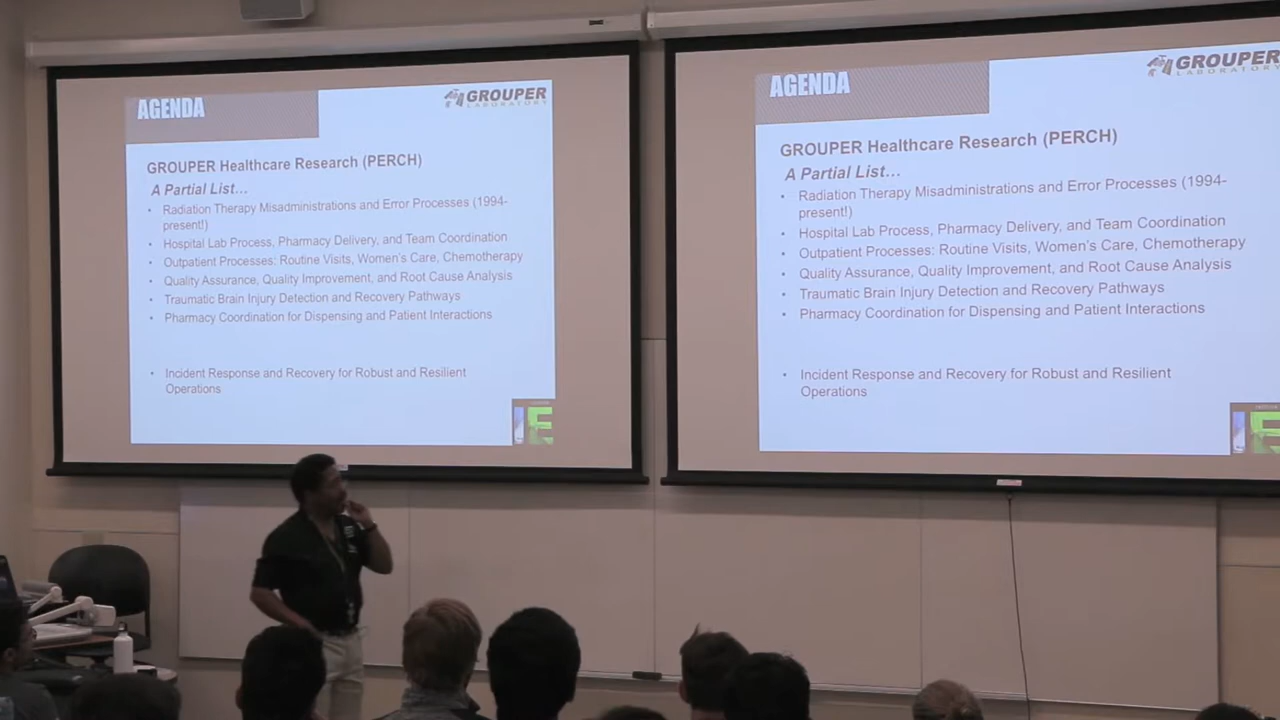 AGENDA
GROUPER
LABORATORY
GROUPER Healthcare Research (PERCH)
A Partial List...
• Radiation Therapy Misadministrations and Error Processes (1994-
present!)
• Hospital Lab Process, Pharmacy Delivery, and Team Coordination
• Outpatient Processes: Routine Visits, Women's Care, Chemotherapy
• Quality Assurance, Quality Improvement, and Root Cause Analysis
• Traumatic Brain Injury Detection and Recovery Pathways
• Pharmacy Coordination for Dispensing and Patient Interactions
• Incident Response and Recovery for Robust and Resilient
Operations
AGENDA
GROUPER
LABORATORY
GROUPER Healthcare Research (PERCH)
A Partial List...
• Radiation Therapy Misadministrations and Error Processes (1994-
present!)
• Hospital Lab Process, Pharmacy Delivery, and Team Coordination
• Outpatient Processes: Routine Visits, Women's Care, Chemotherapy
• Quality Assurance, Quality Improvement, and Root Cause Analysis
• Traumatic Brain Injury Detection and Recovery Pathways
• Pharmacy Coordination for Dispensing and Patient Interactions
• Incident Response and Recovery for Robust and Resilient
Operations